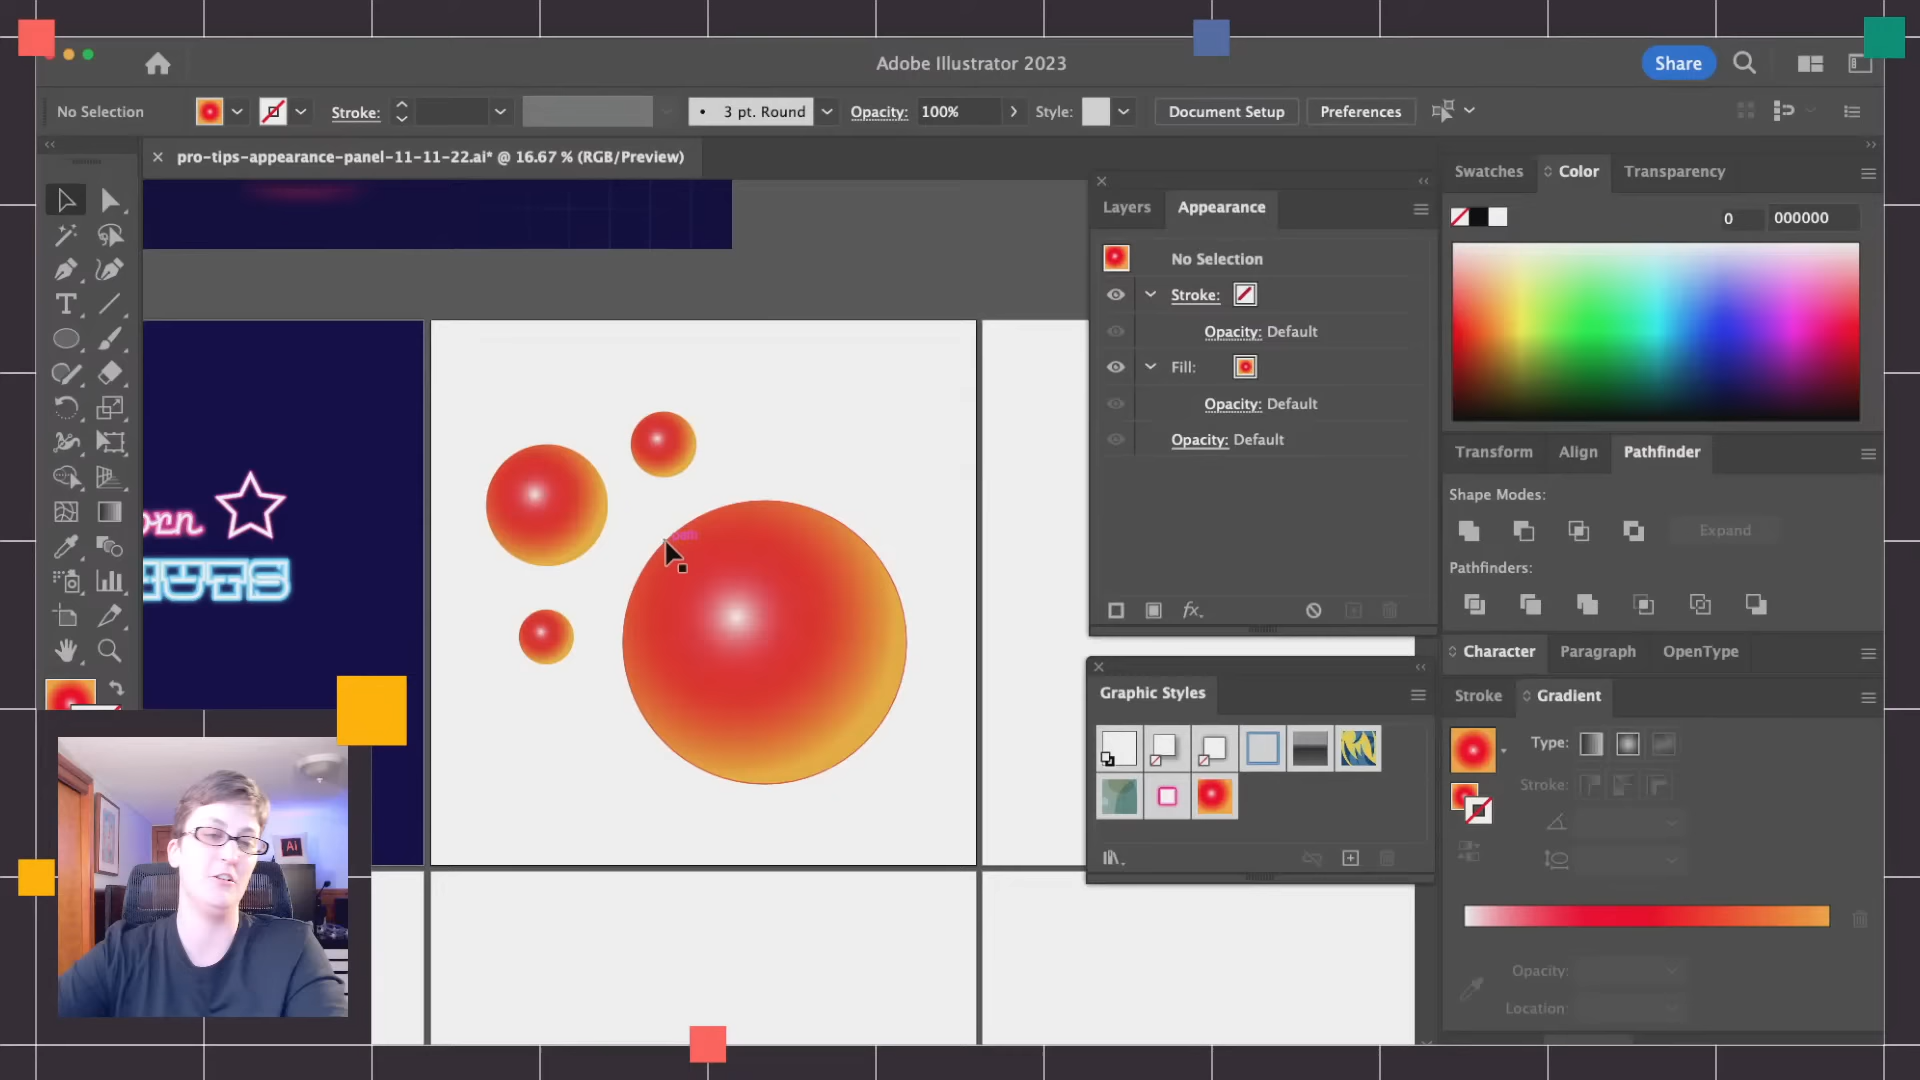 Adobe Illustrator 2023
Share
No Selection
Stroke:
3 pt. Round
Opacity:
100%
Style:
Document Setup
Preferences
pro-tips-appearance-panel-11-11-22.ai* @ 16.67 % (RGB/Preview)
Layers
Appearance
No Selection
Stroke:
Opacity: Default
Fill:
Opacity: Default
Opacity: Default
fx
Graphic Styles
Swatches
Color
Transparency
0
000000
Transform
Align
Pathfinder
Shape Modes:
Expand
Pathfinders:
Character
Paragraph
OpenType
Stroke
Gradient
Type:
Stroke:
Opacity:
Location:
orn
Ai